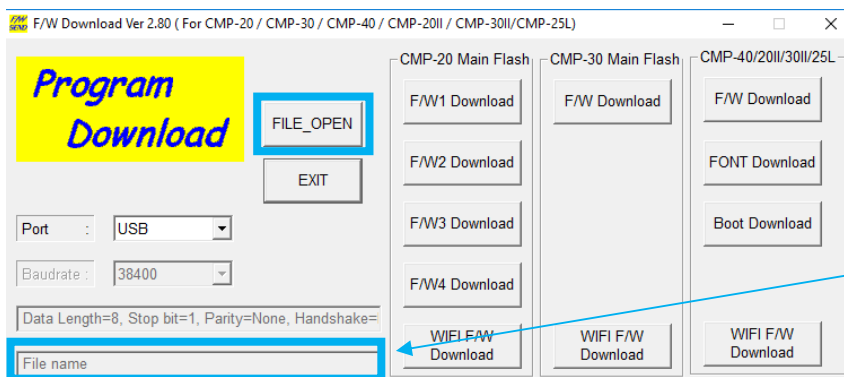 F/W Download Ver 2.80 ( For CMP-20 / CMP-30 / CMP-40 / CMP-20II / CMP-30II/CMP-25L)
F/W
SEND
Program
Download
FILE_OPEN
EXIT
Port :
USB
Baudrate :
38400
Data Length=8, Stop bit=1, Parity=None, Handshake=
File name
CMP-20 Main Flash
F/W1 Download
F/W2 Download
F/W3 Download
F/W4 Download
WIFI F/W
Download
CMP-30 Main Flash
F/W Download
WIFI F/W
Download
CMP-40/20II/30II/25L
F/W Download
FONT Download
Boot Download
WIFI F/W
Download